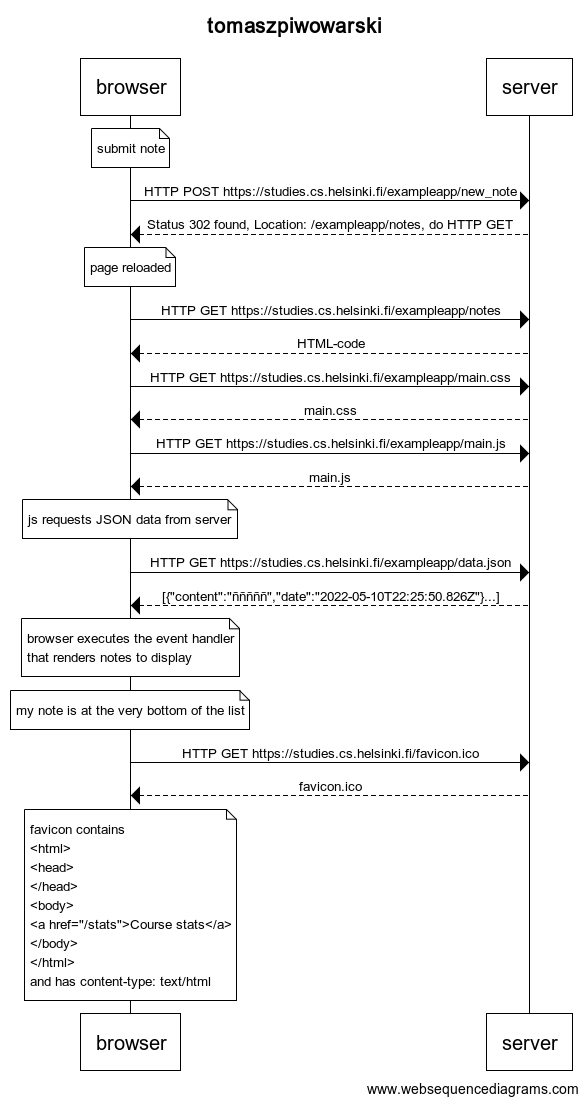 tomaszpiwowarski
browser
server
submit note
HTTP POST https://studies.cs.helsinki.fi/exampleapp/new_note
Status 302 found, Location: /exampleapp/notes, do HTTP GET
page reloaded
HTTP GET https://studies.cs.helsinki.fi/exampleapp/notes
HTML-code
HTTP GET https://studies.cs.helsinki.fi/exampleapp/main.css
main.css
HTTP GET https://studies.cs.helsinki.fi/exampleapp/main.js
main.js
js requests JSON data from server
HTTP GET https://studies.cs.helsinki.fi/exampleapp/data.json
[{"content":"ñññññ","date":"2022-05-10T22:25:50.826Z"}...]
browser executes the event handler
that renders notes to display
my note is at the very bottom of the list
HTTP GET https://studies.cs.helsinki.fi/favicon.ico
favicon.ico
favicon contains
<html>
<head>
</head>
<body>
<a href="/stats">Course stats</a>
</body>
</html>
and has content-type: text/html
browser
server
www.websequencediagrams.com